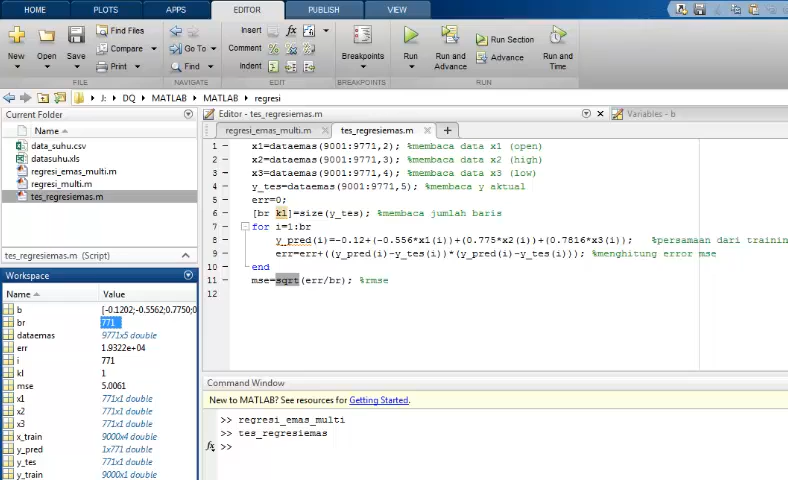 HOME PLOTS APPS EDITOR PUBLISH VIEW
New Open Save Find Files Compare Print
Go To Find
Insert fx
Comment
Indent
Breakpoints Run Run and Advance Run Section Advance Run and Time
FILE NAVIGATE EDIT BREAKPOINTS RUN
J: DQ MATLAB MATLAB regresi
Current Folder
Name
data_suhu.csv
datasuhu.xls
regresi_emas_multi.m
regresi_multi.m
tes_regresiemas.m
tes_regresiemas.m (Script)
Workspace
Name Value
b [-0.1202;-0.5562;0.7750;0
br 771
dataemas 9771x5 double
err 1.9322e+04
i 771
kl 1
mse 5.0061
x1 771x1 double
x2 771x1 double
x3 771x1 double
x_train 9000x4 double
y_pred 1x771 double
y_tes 771x1 double
y_train 9000x1 double
Editor - tes_regresiemas.m Variables - b
regresi_emas_multi.m tes_regresiemas.m
1 x1=dataemas(9001:9771,2); %membaca data x1 (open)
2 x2=dataemas(9001:9771,3); %membaca data x2 (high)
3 x3=dataemas(9001:9771,4); %membaca data x3 (low)
4 y_tes=dataemas(9001:9771,5); %membaca y aktual
5 err=0;
6 [br kl]=size(y_tes); %membaca jumlah baris
7 for i=1:br
8 y_pred(i)=-0.12+(-0.556*x1(i))+(0.775*x2(i))+(0.7816*x3(i)); %persamaan dari trainin
9 err=err+((y_pred(i)-y_tes(i))*(y_pred(i)-y_tes(i))); %menghitung error mse
10 end
11 mse=sqrt(err/br); %rmse
12
Command Window
New to MATLAB? See resources for Getting Started.
>> regresi_emas_multi
>> tes_regresiemas
fx >>